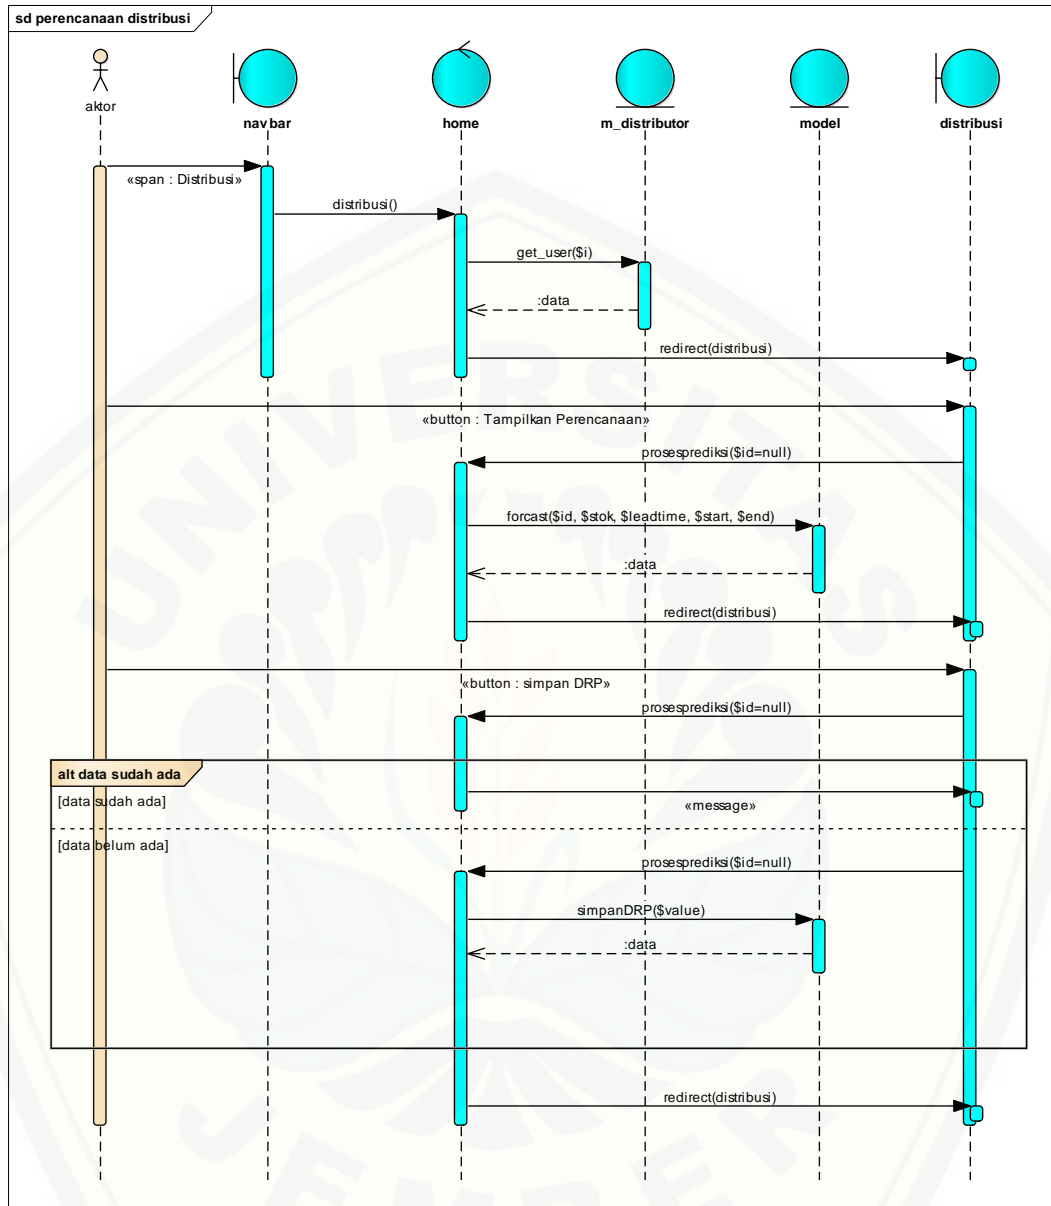 sd perencanaan distribusi
aktor
navbar
home
m_distributor
model
distribusi
«span : Distribusi»
distribusi()
get_user($i)
:data
redirect(distribusi)
«button : Tampilkan Perencanaan»
prosesprediksi($id=null)
forcast($id, $stok, $leadtime, $start, $end)
:data
redirect(distribusi)
«button : simpan DRP»
prosesprediksi($id=null)
alt data sudah ada
[data sudah ada]
«message»
[data belum ada]
prosesprediksi($id=null)
simpanDRP($value)
:data
redirect(distribusi)
UNIVERSITAS
JEMBER